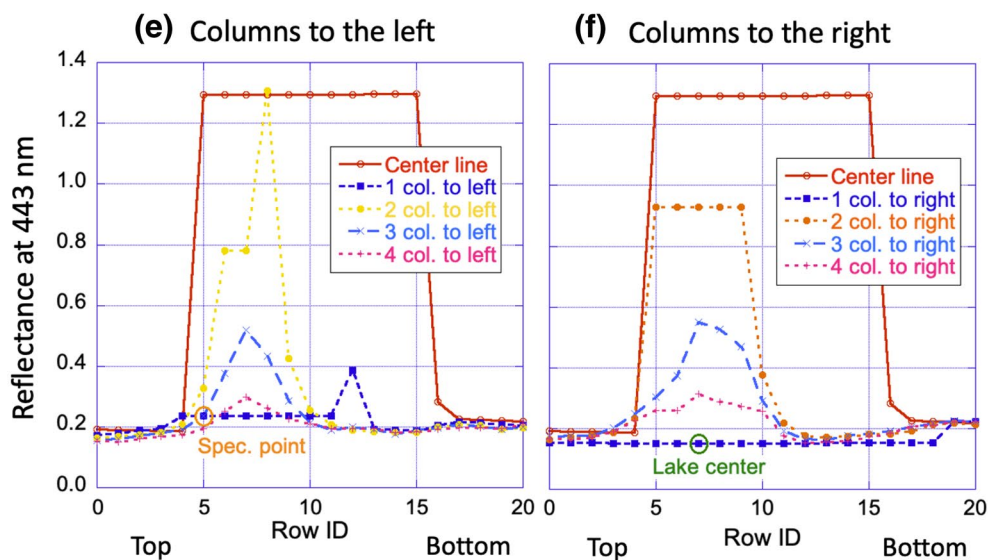 (e) Columns to the left
(f) Columns to the right
Reflectance at 443 nm
1.4
1.2
1.0
0.8
0.6
0.4
0.2
0.0
Center line
1 col. to left
2 col. to left
3 col. to left
4 col. to left
Spec. point
0 5 10 15 20
Row ID
Top Bottom
Center line
1 col. to right
2 col. to right
3 col. to right
4 col. to right
Lake center
0 5 10 15 20
Row ID
Top Bottom